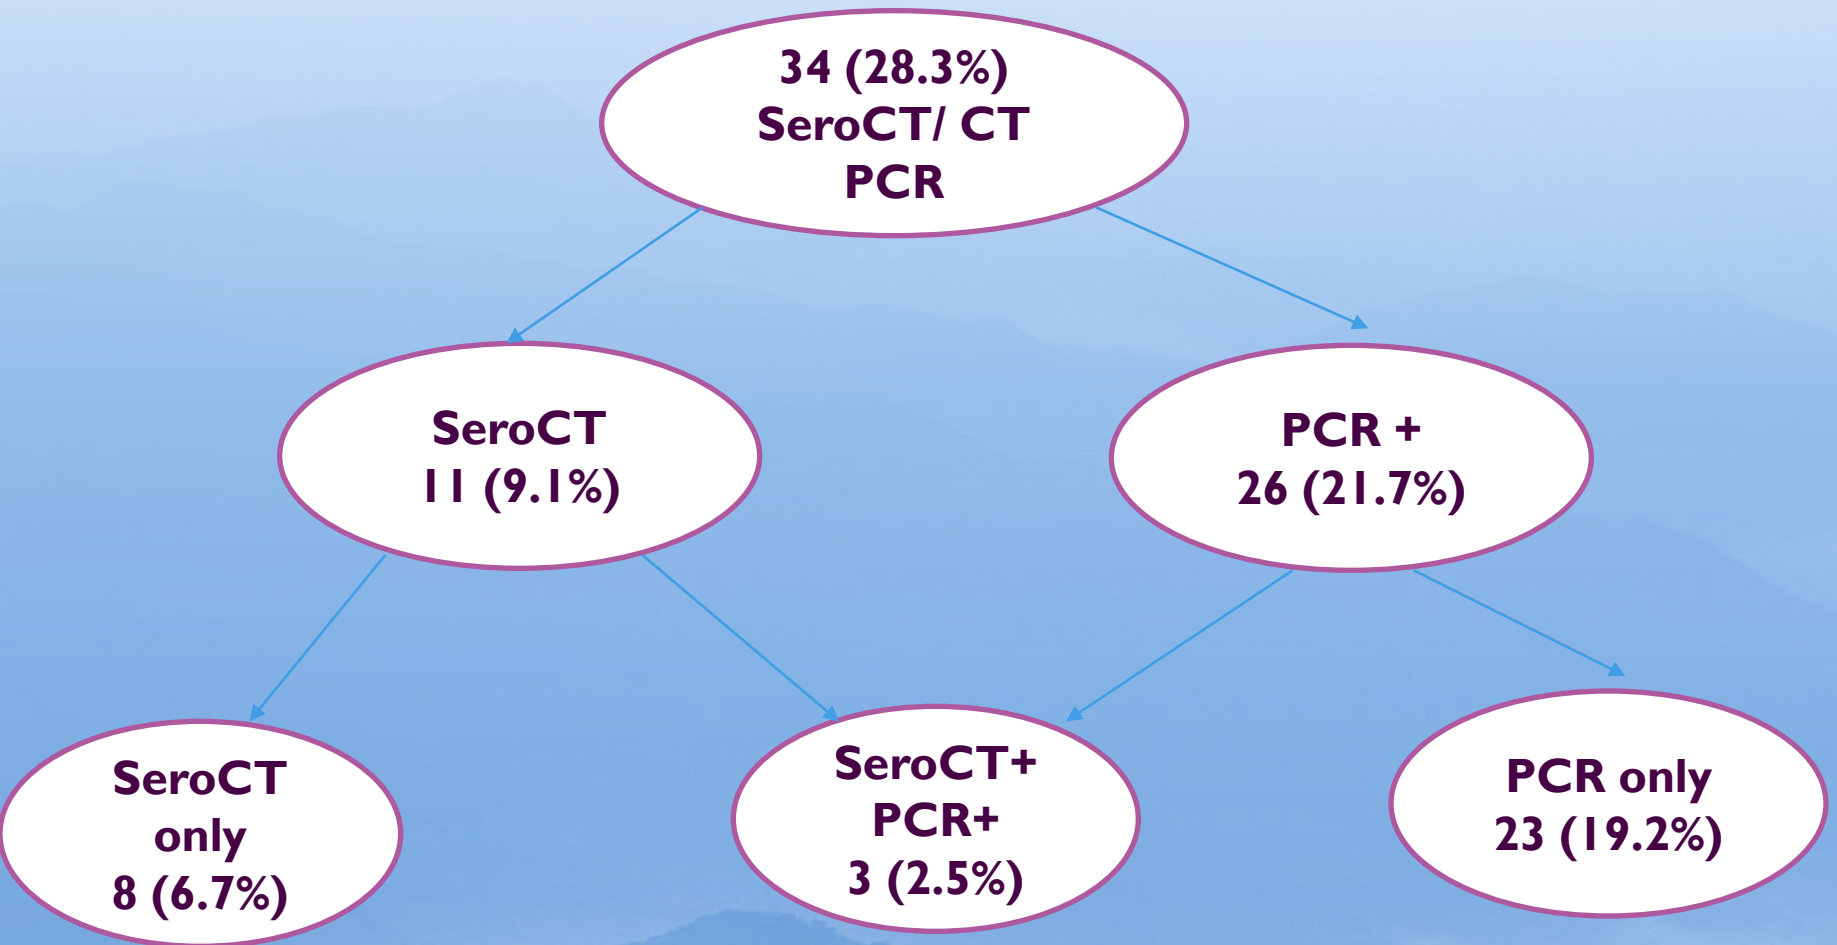 34 (28.3%)
SeroCT/ CT
PCR
SeroCT
11 (9.1%)
PCR +
26 (21.7%)
SeroCT
only
8 (6.7%)
SeroCT+
PCR+
3 (2.5%)
PCR only
23 (19.2%)